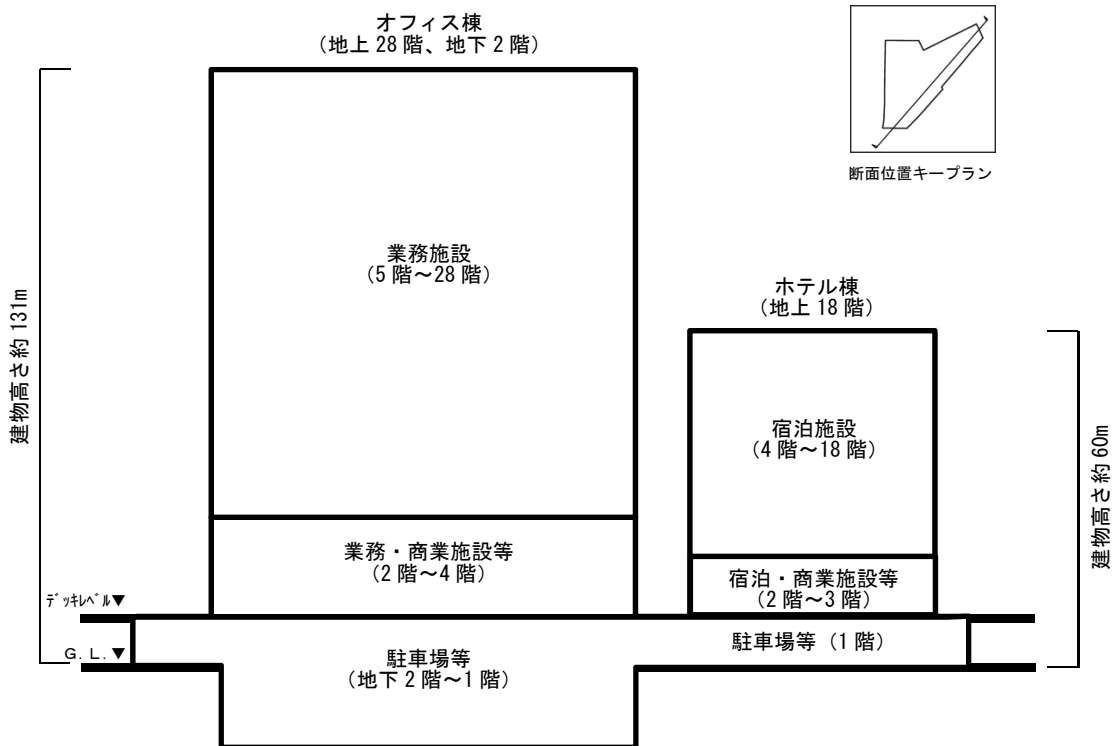 オフィス棟
（地上 28 階、地下 2 階）
断面位置キープラン
建物高さ約 131m
業務施設
（5 階～28 階）
ホテル棟
（地上 18 階）
宿泊施設
（4 階～18 階）
建物高さ約 60m
業務・商業施設等
（2 階～4 階）
宿泊・商業施設等
（2 階～3 階）
ﾃﾞｯｷﾚﾍﾞﾙ▼
G.L.▼
駐車場等
（地下 2 階～1 階）
駐車場等（1 階）